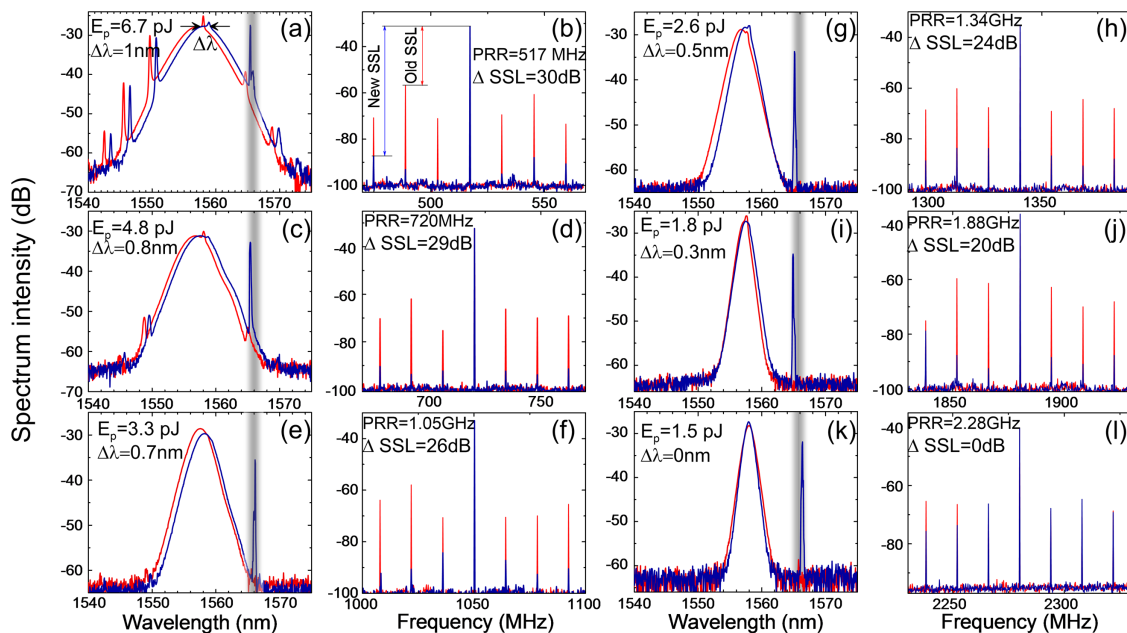 Spectrum intensity (dB)
E_p=6.7 pJ
Δλ=1nm
Δλ
(a)
-30
-40
-50
-60
-70
1540
1550
1560
1570
(b)
New SSL
Old SSL
PRR=517 MHz
Δ SSL=30dB
-40
-60
-80
-100
500
550
E_p=4.8 pJ
Δλ=0.8nm
(c)
-30
-40
-50
-60
-70
1540
1550
1560
1570
PRR=720MHz
Δ SSL=29dB
(d)
-40
-60
-80
-100
700
750
E_p=3.3 pJ
Δλ=0.7nm
(e)
-30
-40
-50
-60
1540
1550
1560
1570
Wavelength (nm)
PRR=1.05GHz
Δ SSL=26dB
(f)
-40
-60
-80
-100
1000
1050
1100
Frequency (MHz)
E_p=2.6 pJ
Δλ=0.5nm
(g)
-30
-40
-50
-60
1540
1550
1560
1570
PRR=1.34GHz
Δ SSL=24dB
(h)
-40
-60
-80
-100
1300
1350
E_p=1.8 pJ
Δλ=0.3nm
(i)
-30
-40
-50
-60
1540
1550
1560
1570
PRR=1.88GHz
Δ SSL=20dB
(j)
-40
-60
-80
-100
1850
1900
E_p=1.5 pJ
Δλ=0nm
(k)
-30
-40
-50
-60
1540
1550
1560
1570
Wavelength (nm)
PRR=2.28GHz
Δ SSL=0dB
(l)
-40
-60
-80
2250
2300
Frequency (MHz)